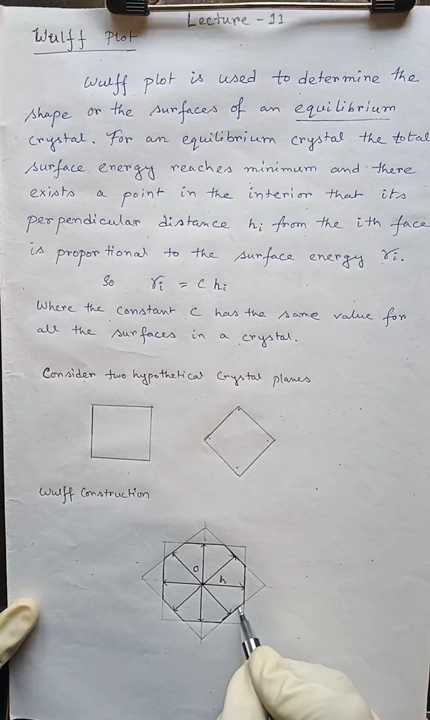 Lecture - 11
Wulff Plot
Wulff plot is used to determine the
shape or the surfaces of an equilibrium
crystal. For an equilibrium crystal the total
surface energy reaches minimum and there
exists a point in the interior that its
perpendicular distance hᵢ from the ith face
is proportional to the surface energy γᵢ.
So γᵢ = c hᵢ
Where the constant c has the same value for
all the surfaces in a crystal.
Consider two hypothetical crystal planes
Wulff Construction
O
h